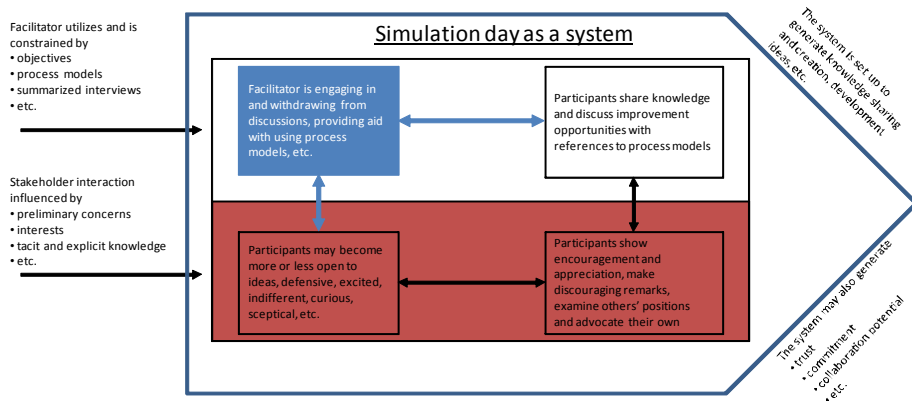 Facilitator utilizes and is
constrained by
• objectives
• process models
• summarized interviews
• etc.
Stakeholder interaction
influenced by
• preliminary concerns
• interests
• tacit and explicit knowledge
• etc.
Simulation day as a system
Facilitator is engaging in
and withdrawing from
discussions, providing aid
with using process
models, etc.
Participants share knowledge
and discuss improvement
opportunities with
references to process models
Participants may become
more or less open to
ideas, defensive, excited,
indifferent, curious,
sceptical, etc.
Participants show
encouragement and
appreciation, make
discouraging remarks,
examine others' positions
and advocate their own
The system is set up to
generate knowledge sharing
and creation, development
ideas, etc.
The system may also generate
• trust
• commitment
• collaboration potential
• etc.